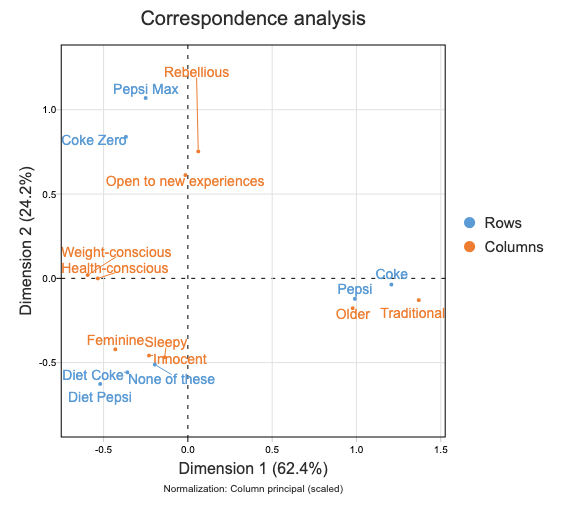 Correspondence analysis
Rebellious
Pepsi Max
1.0
Coke Zero
Open to new experiences
0.5
Weight-conscious
Health-conscious
0.0
Coke
Pepsi
Older
Traditional
Feminine
Sleepy
Innocent
-0.5
Diet Coke
None of these
Diet Pepsi
Dimension 2 (24.2%)
-0.5 0.0 0.5 1.0 1.5
Dimension 1 (62.4%)
Normalization: Column principal (scaled)
Rows
Columns